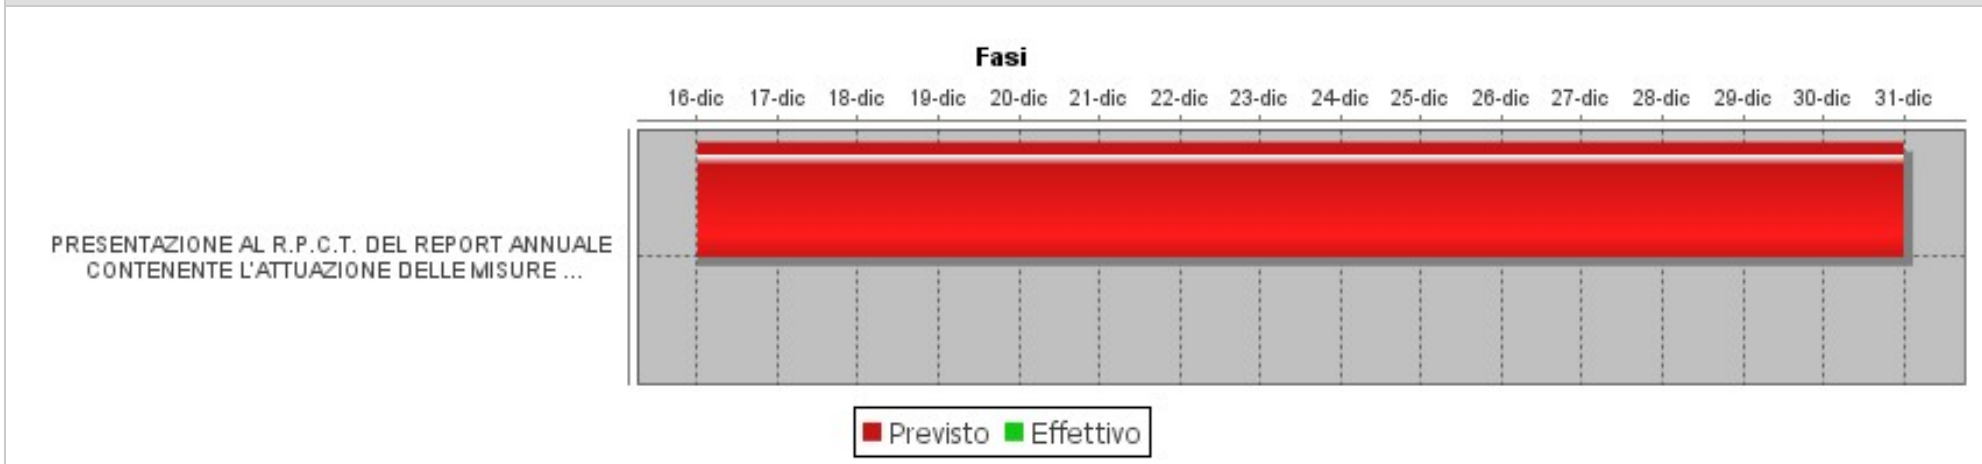 Fasi
16-dic 17-dic 18-dic 19-dic 20-dic 21-dic 22-dic 23-dic 24-dic 25-dic 26-dic 27-dic 28-dic 29-dic 30-dic 31-dic
PRESENTAZIONE AL R.P.C.T. DEL REPORT ANNUALE
CONTENENTE L'ATTUAZIONE DELLE MISURE ...
Previsto Effettivo